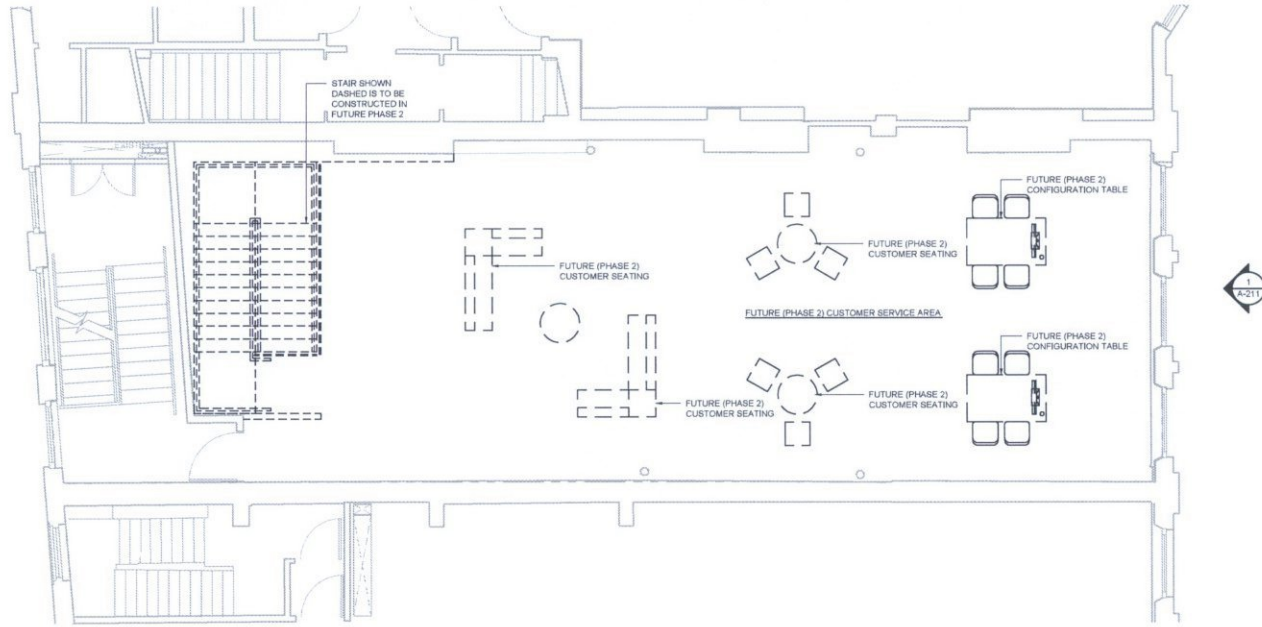 STAIR SHOWN
DASHED IS TO BE
CONSTRUCTED IN
FUTURE PHASE 2
FUTURE (PHASE 2)
CONFIGURATION TABLE
FUTURE (PHASE 2)
CUSTOMER SEATING
FUTURE (PHASE 2)
CUSTOMER SEATING
FUTURE (PHASE 2) CUSTOMER SERVICE AREA
1
A-211
FUTURE (PHASE 2)
CONFIGURATION TABLE
FUTURE (PHASE 2)
CUSTOMER SEATING
FUTURE (PHASE 2)
CUSTOMER SEATING